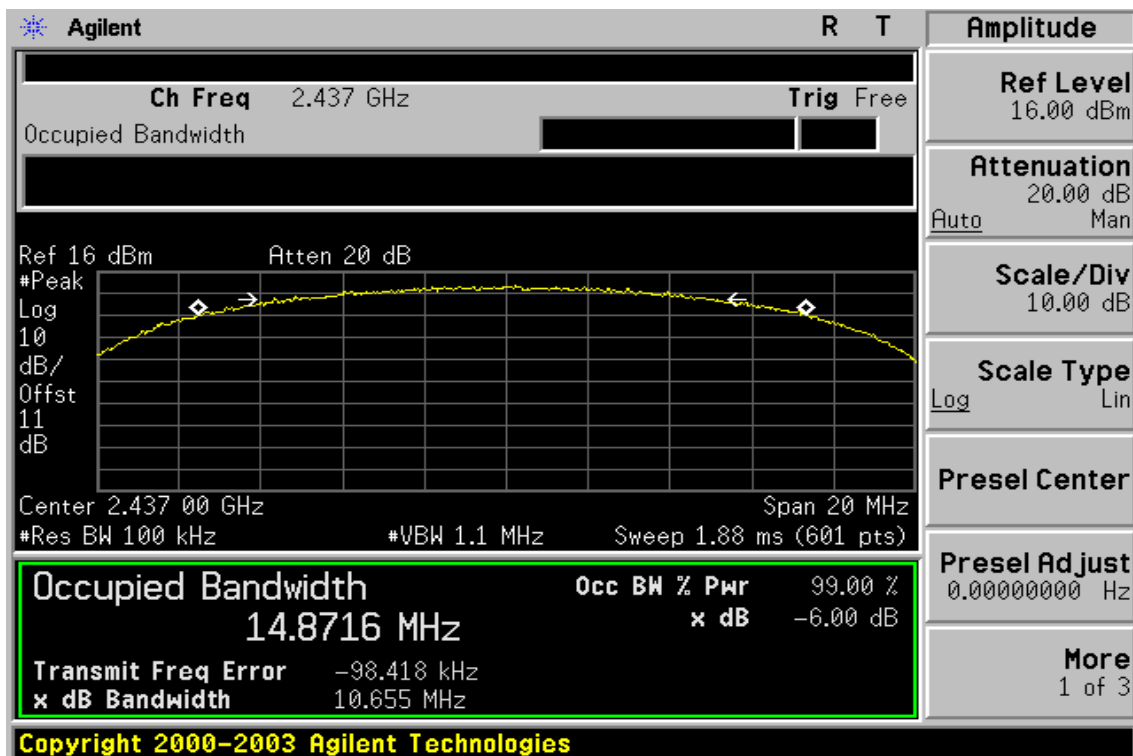 Agilent R T
Ch Freq 2.437 GHz Trig Free
Occupied Bandwidth
Ref 16 dBm Atten 20 dB
#Peak
Log
10
dB/
Offst
11
dB
Center 2.437 00 GHz Span 20 MHz
#Res BW 100 kHz #VBW 1.1 MHz Sweep 1.88 ms (601 pts)
Occupied Bandwidth Occ BW % Pwr 99.00 %
14.8716 MHz x dB -6.00 dB
Transmit Freq Error -98.418 kHz
x dB Bandwidth 10.655 MHz
Copyright 2000-2003 Agilent Technologies
Amplitude
Ref Level
16.00 dBm
Attenuation
20.00 dB
Auto Man
Scale/Div
10.00 dB
Scale Type
Log Lin
Presel Center
Presel Adjust
0.00000000 Hz
More
1 of 3